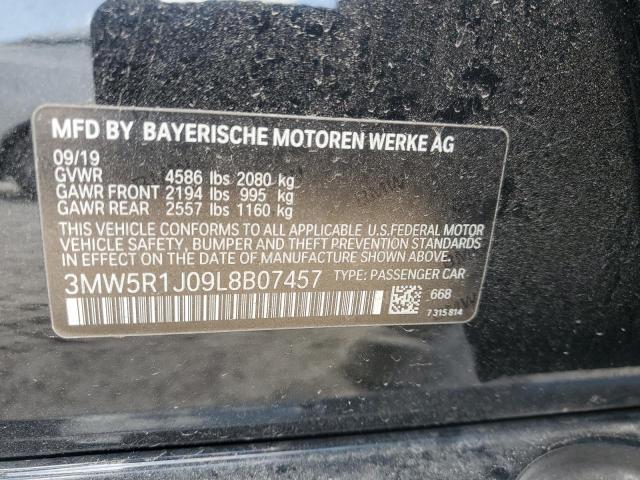 MFD BY BAYERISCHE MOTOREN WERKE AG
09/19
GVWR 4586 lbs 2080 kg
GAWR FRONT 2194 lbs 995 kg
GAWR REAR 2557 lbs 1160 kg
THIS VEHICLE CONFORMS TO ALL APPLICABLE U.S.FEDERAL MOTOR
VEHICLE SAFETY, BUMPER AND THEFT PREVENTION STANDARDS
IN EFFECT ON THE DATE OF MANUFACTURE SHOWN ABOVE.
3MW5R1J09L8B07457 TYPE: PASSENGER CAR
668
7 315 814